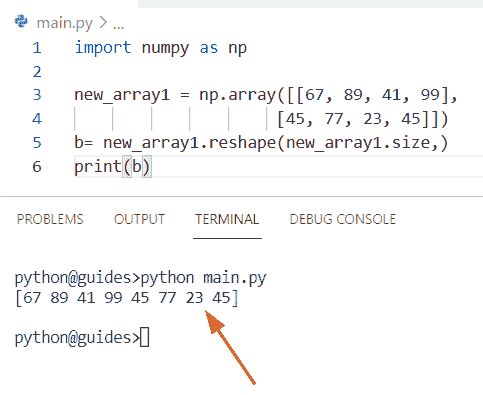 main.py > ...
1 import numpy as np
2
3 new_array1 = np.array([[67, 89, 41, 99],
4 [45, 77, 23, 45]])
5 b= new_array1.reshape(new_array1.size,)
6 print(b)
PROBLEMS OUTPUT TERMINAL DEBUG CONSOLE
python@guides>python main.py
[67 89 41 99 45 77 23 45]
python@guides>